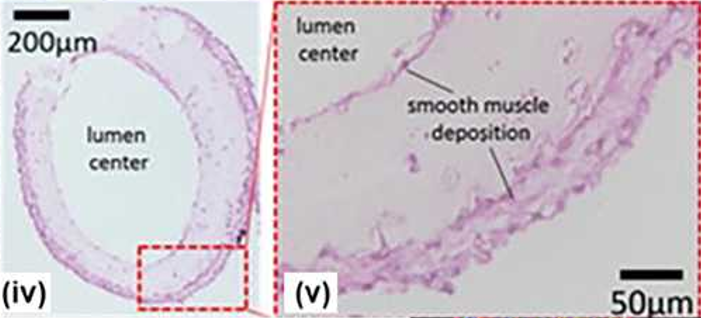 200µm
lumen
center
(iv)
lumen
center
smooth muscle
deposition
(v)
50µm